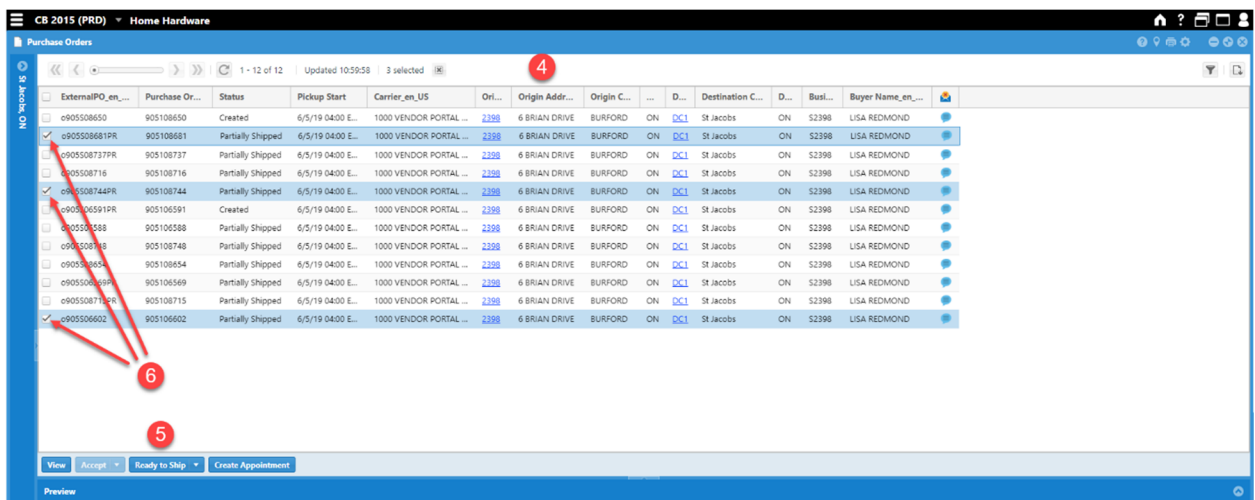 CB 2015 (PRD) Home Hardware ?
Purchase Orders
St Jacobs, ON
1 - 12 of 12 Updated 10:59:58 3 selected
4
ExternalPO_en_... Purchase Or... Status Pickup Start Carrier_en_US Ori... Origin Addr... Origin C... ... D... Destination C... D... Busi... Buyer Name_en_...
o905S08650 905108650 Created 6/5/19 04:00 E... 1000 VENDOR PORTAL ... 2398 6 BRIAN DRIVE BURFORD ON DC1 St Jacobs ON S2398 LISA REDMOND
o905S08681PR 905108681 Partially Shipped 6/5/19 04:00 E... 1000 VENDOR PORTAL ... 2398 6 BRIAN DRIVE BURFORD ON DC1 St Jacobs ON S2398 LISA REDMOND
o905S08737PR 905108737 Partially Shipped 6/5/19 04:00 E... 1000 VENDOR PORTAL ... 2398 6 BRIAN DRIVE BURFORD ON DC1 St Jacobs ON S2398 LISA REDMOND
o905S08716 905108716 Partially Shipped 6/5/19 04:00 E... 1000 VENDOR PORTAL ... 2398 6 BRIAN DRIVE BURFORD ON DC1 St Jacobs ON S2398 LISA REDMOND
o905S08744PR 905108744 Partially Shipped 6/5/19 04:00 E... 1000 VENDOR PORTAL ... 2398 6 BRIAN DRIVE BURFORD ON DC1 St Jacobs ON S2398 LISA REDMOND
o905S06591PR 905106591 Created 6/5/19 04:00 E... 1000 VENDOR PORTAL ... 2398 6 BRIAN DRIVE BURFORD ON DC1 St Jacobs ON S2398 LISA REDMOND
o905S06588 905106588 Partially Shipped 6/5/19 04:00 E... 1000 VENDOR PORTAL ... 2398 6 BRIAN DRIVE BURFORD ON DC1 St Jacobs ON S2398 LISA REDMOND
o905S08748 905108748 Partially Shipped 6/5/19 04:00 E... 1000 VENDOR PORTAL ... 2398 6 BRIAN DRIVE BURFORD ON DC1 St Jacobs ON S2398 LISA REDMOND
o905S08654 905108654 Partially Shipped 6/5/19 04:00 E... 1000 VENDOR PORTAL ... 2398 6 BRIAN DRIVE BURFORD ON DC1 St Jacobs ON S2398 LISA REDMOND
o905S06569PR 905106569 Partially Shipped 6/5/19 04:00 E... 1000 VENDOR PORTAL ... 2398 6 BRIAN DRIVE BURFORD ON DC1 St Jacobs ON S2398 LISA REDMOND
o905S08715PR 905108715 Partially Shipped 6/5/19 04:00 E... 1000 VENDOR PORTAL ... 2398 6 BRIAN DRIVE BURFORD ON DC1 St Jacobs ON S2398 LISA REDMOND
o905S06602 905106602 Partially Shipped 6/5/19 04:00 E... 1000 VENDOR PORTAL ... 2398 6 BRIAN DRIVE BURFORD ON DC1 St Jacobs ON S2398 LISA REDMOND
6
5
View Accept Ready to Ship Create Appointment
Preview